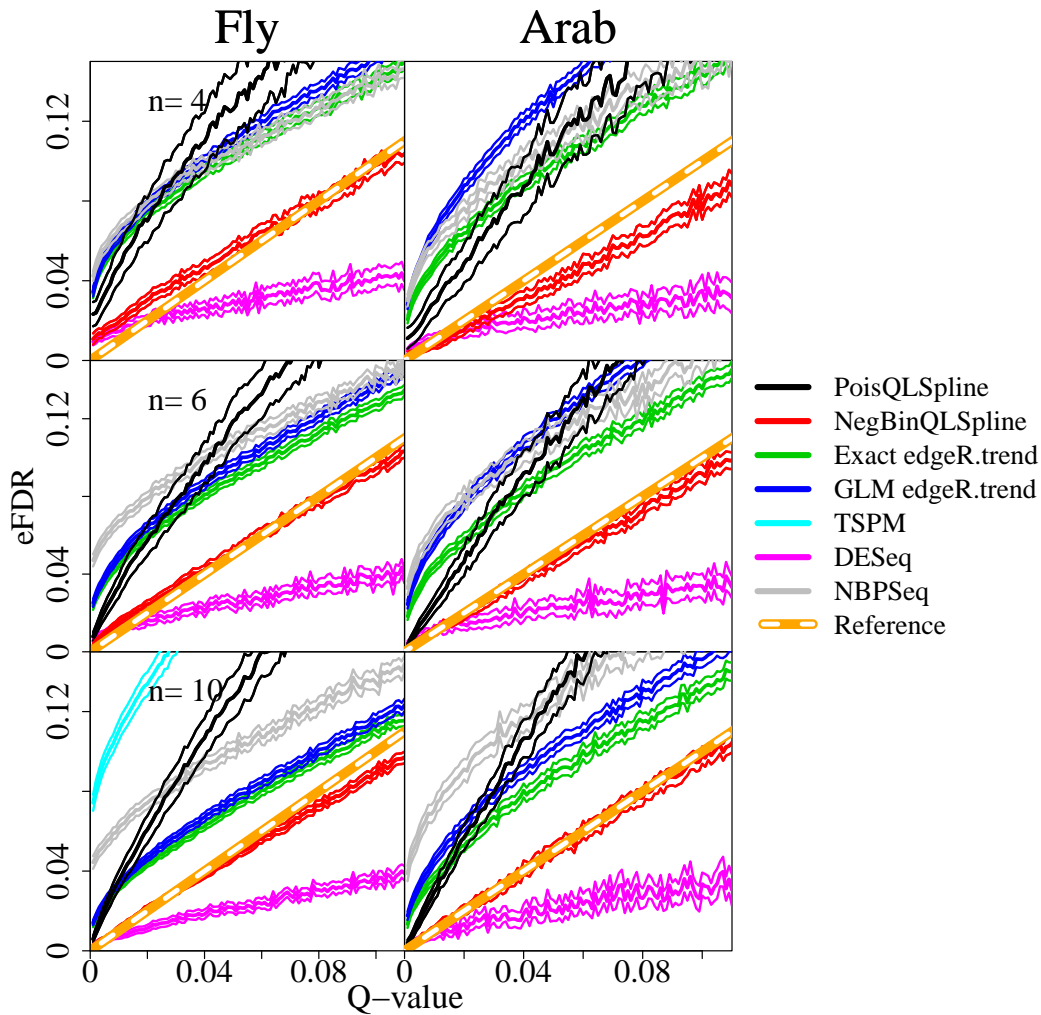 Fly Arab
n= 4
0.12
0.04
0
n= 6
0.12
0.04
0
n= 10
0.12
0.04
0
eFDR
0 0.04 0.08 0 0.04 0.08
Q−value
PoisQLSpline
NegBinQLSpline
Exact edgeR.trend
GLM edgeR.trend
TSPM
DESeq
NBPSeq
Reference